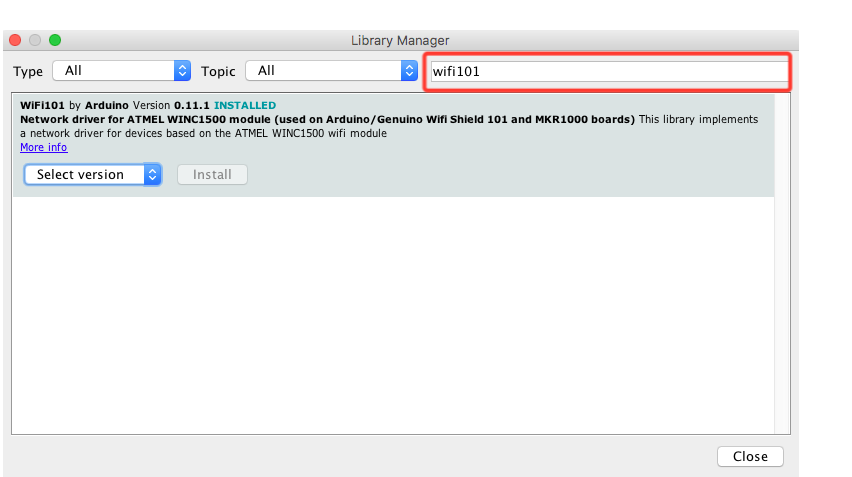 Library Manager
Type All Topic All wifi101
WiFi101 by Arduino Version 0.11.1 INSTALLED
Network driver for ATMEL WINC1500 module (used on Arduino/Genuino Wifi Shield 101 and MKR1000 boards) This library implements
a network driver for devices based on the ATMEL WINC1500 wifi module
More info
Select version Install
Close